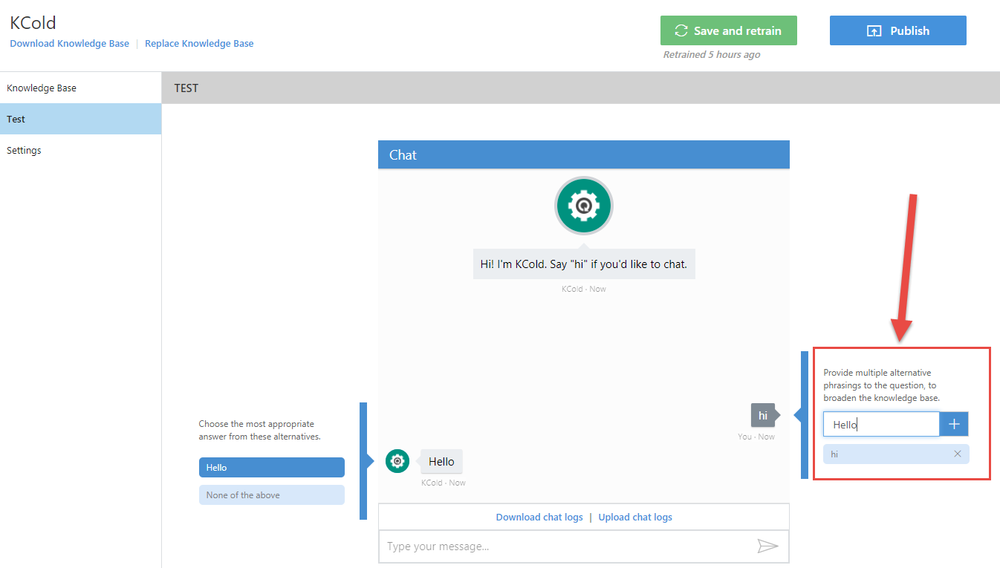 KCold
Download Knowledge Base | Replace Knowledge Base
Save and retrain
Retrained 5 hours ago
Publish
Knowledge Base
Test
Settings
TEST
Chat
Hi! I'm KCold. Say "hi" if you'd like to chat.
KCold · Now
Choose the most appropriate
answer from these alternatives.
Hello
None of the above
hi
You · Now
Hello
KCold · Now
Provide multiple alternative
phrasings to the question, to
broaden the knowledge base.
Hello
hi
Download chat logs | Upload chat logs
Type your message...